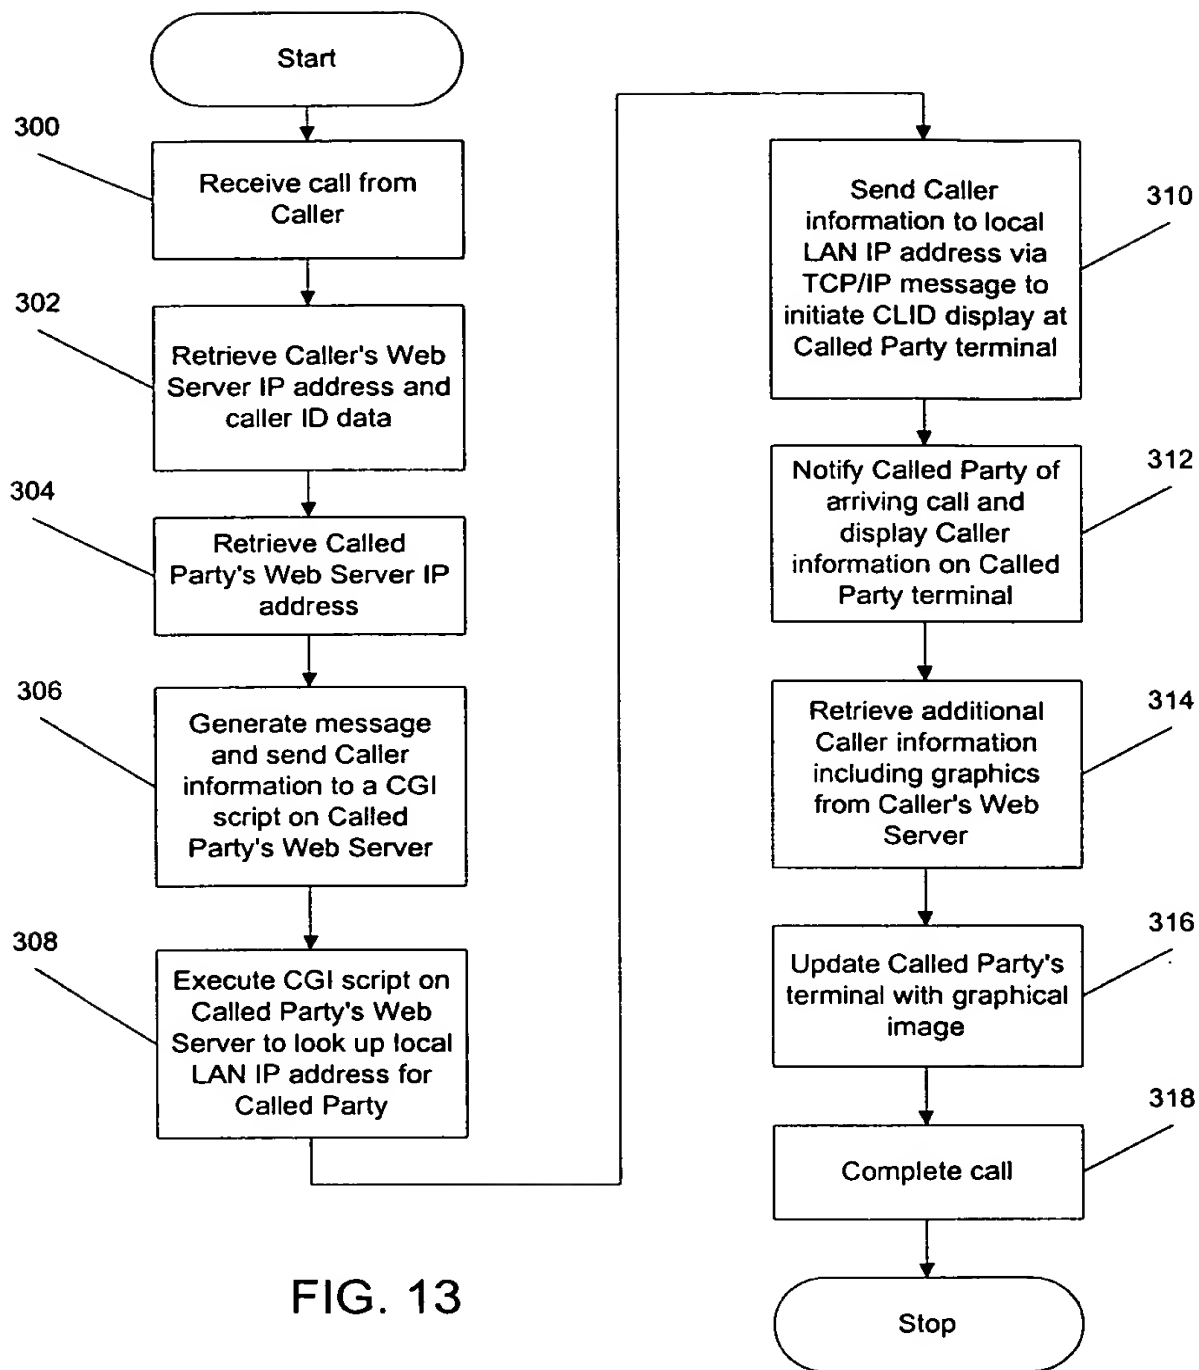 Start
300
Receive call from
Caller
302
Retrieve Caller's Web
Server IP address and
caller ID data
304
Retrieve Called
Party's Web Server IP
address
306
Generate message
and send Caller
information to a CGI
script on Called
Party's Web Server
308
Execute CGI script on
Called Party's Web
Server to look up local
LAN IP address for
Called Party
310
Send Caller
information to local
LAN IP address via
TCP/IP message to
initiate CLID display at
Called Party terminal
312
Notify Called Party of
arriving call and
display Caller
information on Called
Party terminal
314
Retrieve additional
Caller information
including graphics
from Caller's Web
Server
316
Update Called Party's
terminal with graphical
image
318
Complete call
Stop
FIG. 13